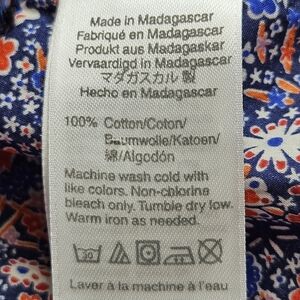 Made in Madagascar
Fabriqué en Madagascar
Produkt aus Madagaskar
Vervaardigd in Madagascar
マダガスカル 製
Hecho en Madagascar
100% Cotton/Coton/
Baumwolle/Katoen/
綿/Algodón
Machine wash cold with
like colors. Non-chlorine
bleach only. Tumble dry low.
Warm iron as needed.
Laver à la machine à l'eau